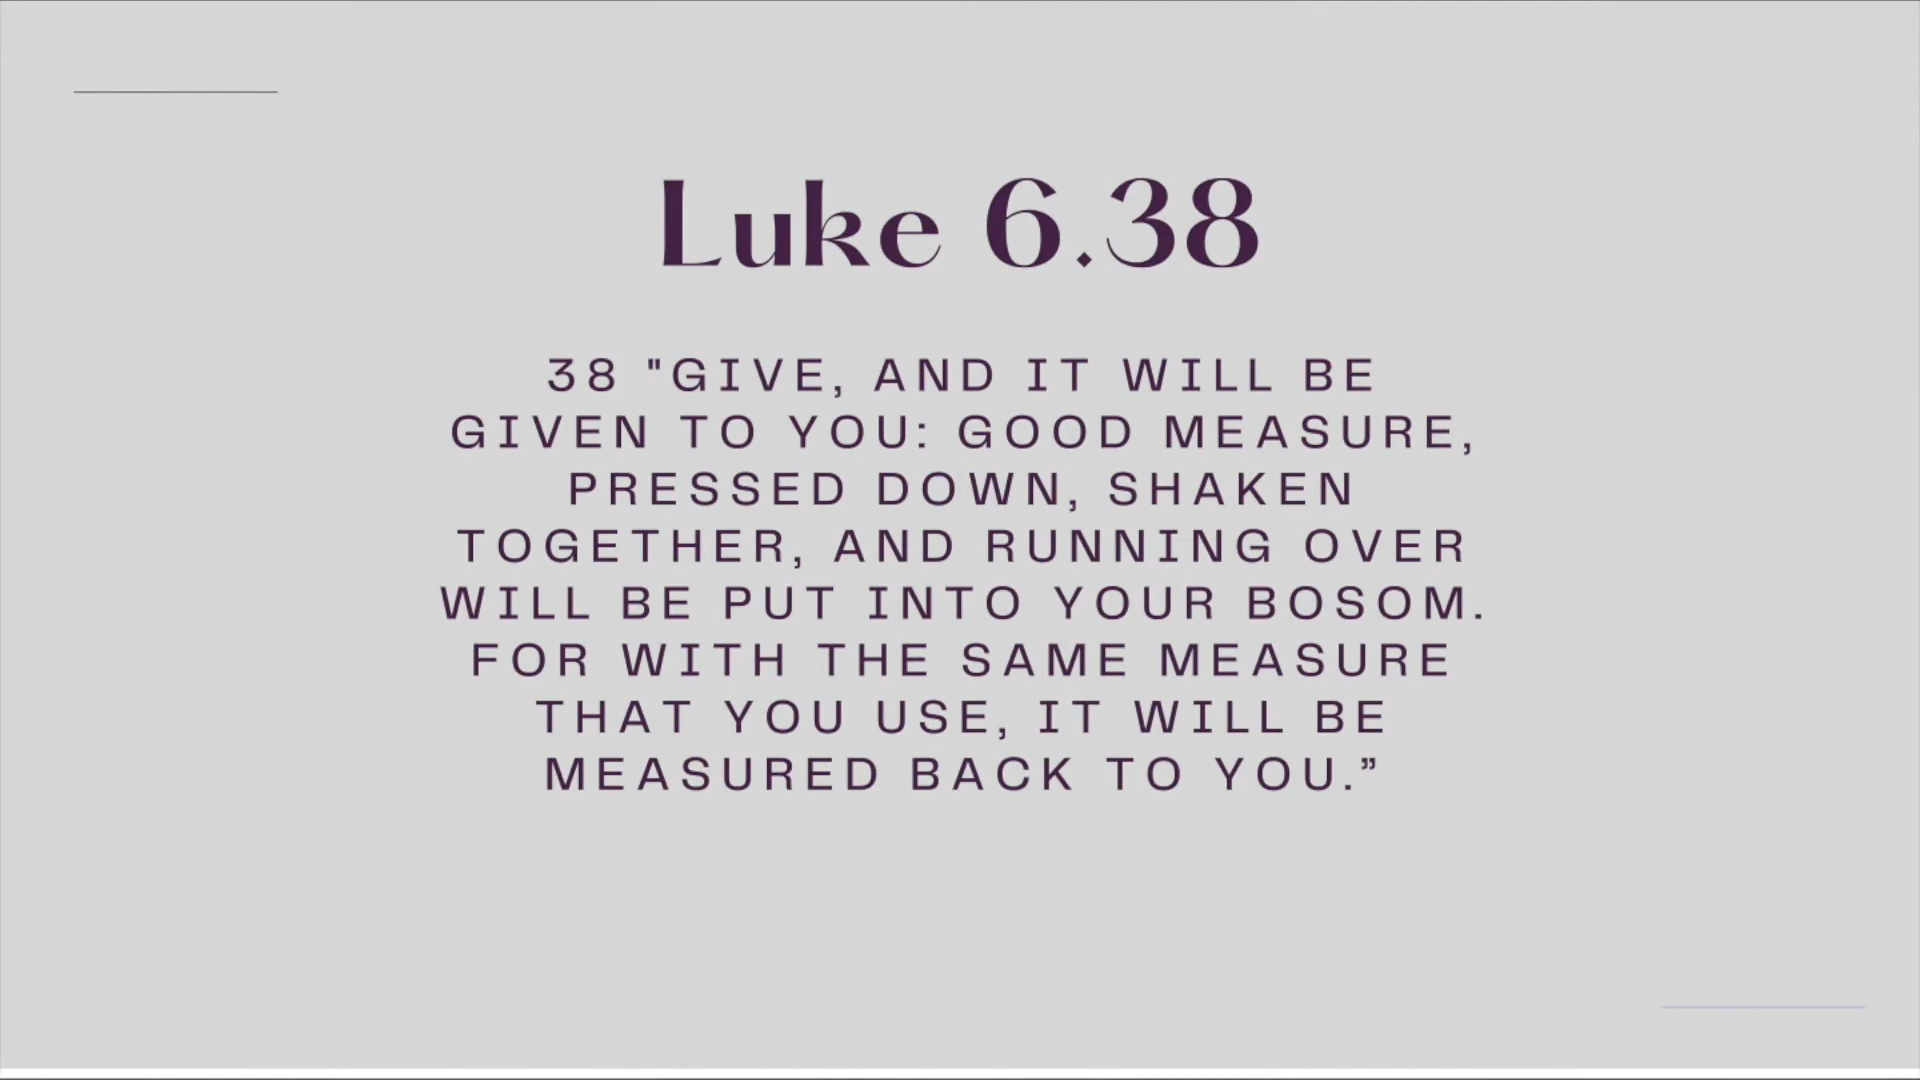 Luke 6.38
38 "GIVE, AND IT WILL BE
GIVEN TO YOU: GOOD MEASURE,
PRESSED DOWN, SHAKEN
TOGETHER, AND RUNNING OVER
WILL BE PUT INTO YOUR BOSOM.
FOR WITH THE SAME MEASURE
THAT YOU USE, IT WILL BE
MEASURED BACK TO YOU.”